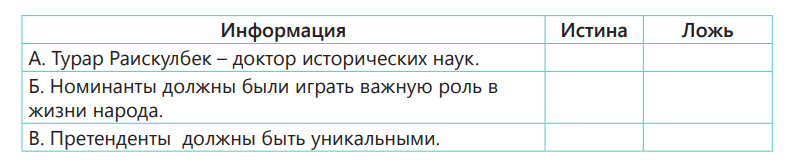 Информация Истина Ложь
А. Турар Раискулбек – доктор исторических наук.
Б. Номинанты должны были играть важную роль в
жизни народа.
В. Претенденты должны быть уникальными.